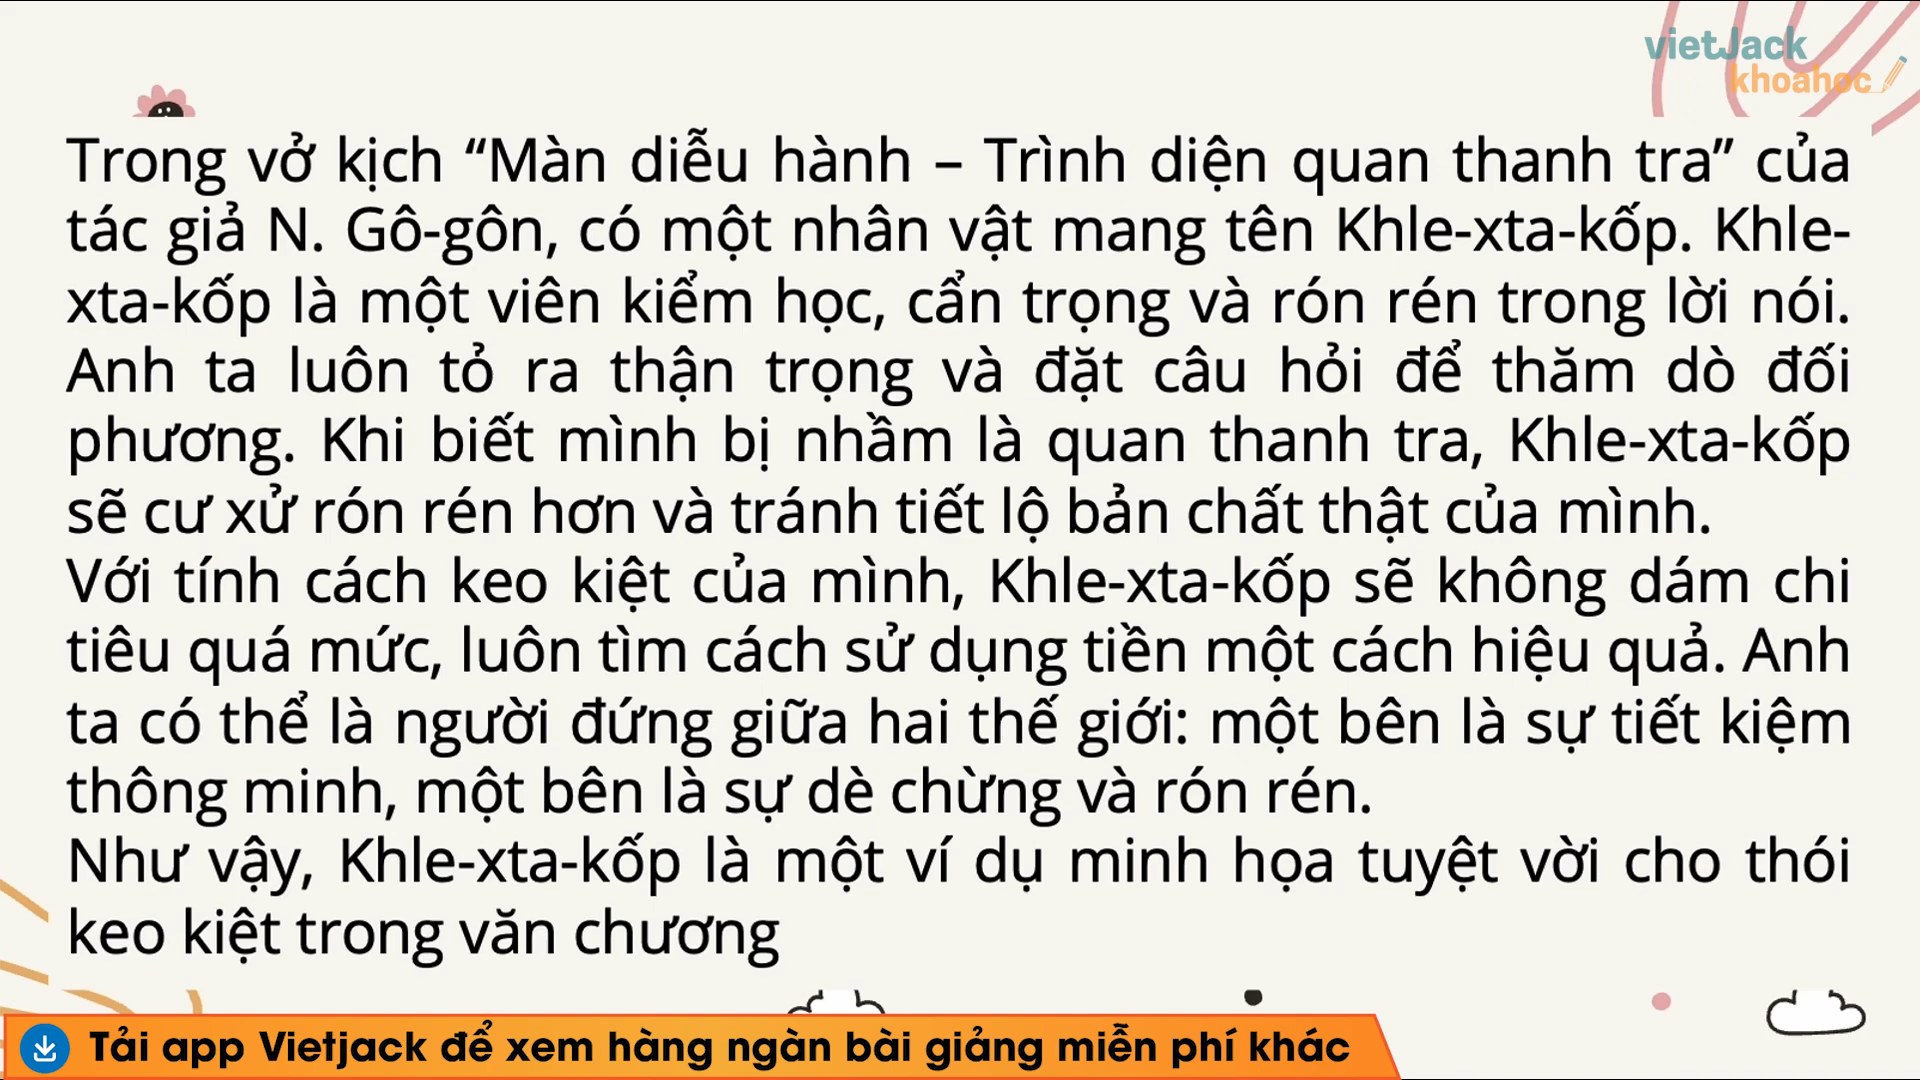 vietJack
khoahoc
Trong vở kịch “Màn diễu hành – Trình diện quan thanh tra” của
tác giả N. Gô-gôn, có một nhân vật mang tên Khle-xta-kốp. Khle-
xta-kốp là một viên kiểm học, cẩn trọng và rón rén trong lời nói.
Anh ta luôn tỏ ra thận trọng và đặt câu hỏi để thăm dò đối
phương. Khi biết mình bị nhầm là quan thanh tra, Khle-xta-kốp
sẽ cư xử rón rén hơn và tránh tiết lộ bản chất thật của mình.
Với tính cách keo kiệt của mình, Khle-xta-kốp sẽ không dám chi
tiêu quá mức, luôn tìm cách sử dụng tiền một cách hiệu quả. Anh
ta có thể là người đứng giữa hai thế giới: một bên là sự tiết kiệm
thông minh, một bên là sự dè chừng và rón rén.
Như vậy, Khle-xta-kốp là một ví dụ minh họa tuyệt vời cho thói
keo kiệt trong văn chương
Tải app Vietjack để xem hàng ngàn bài giảng miễn phí khác